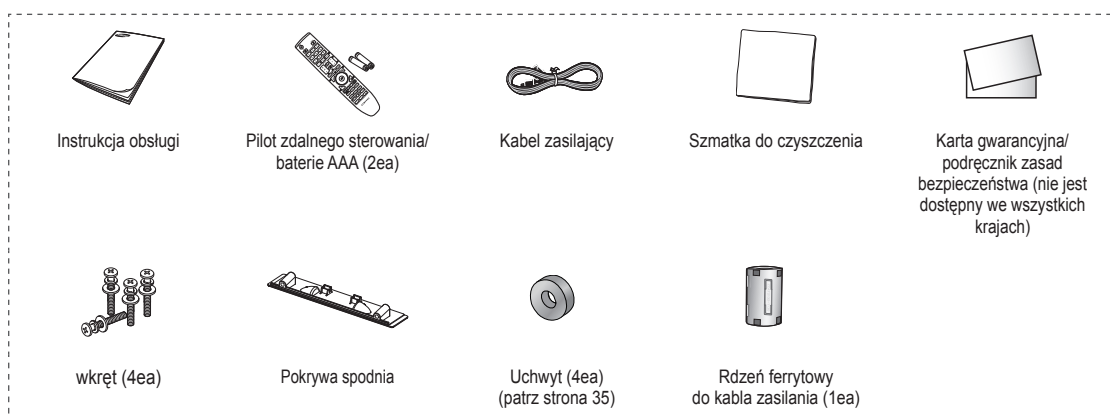 Instrukcja obsługi
Pilot zdalnego sterowania/
baterie AAA (2ea)
Kabel zasilający
Szmatka do czyszczenia
Karta gwarancyjna/
podręcznik zasad
bezpieczeństwa (nie jest
dostępny we wszystkich
krajach)
wkręt (4ea)
Pokrywa spodnia
Uchwyt (4ea)
(patrz strona 35)
Rdzeń ferrytowy
do kabla zasilania (1ea)